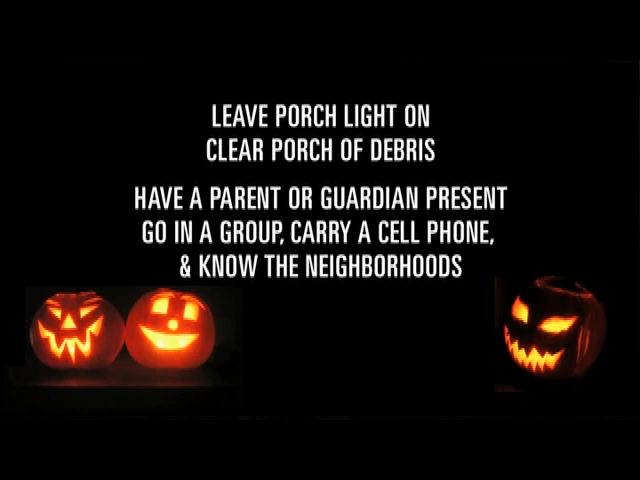 LEAVE PORCH LIGHT ON
CLEAR PORCH OF DEBRIS
HAVE A PARENT OR GUARDIAN PRESENT
GO IN A GROUP, CARRY A CELL PHONE,
& KNOW THE NEIGHBORHOODS